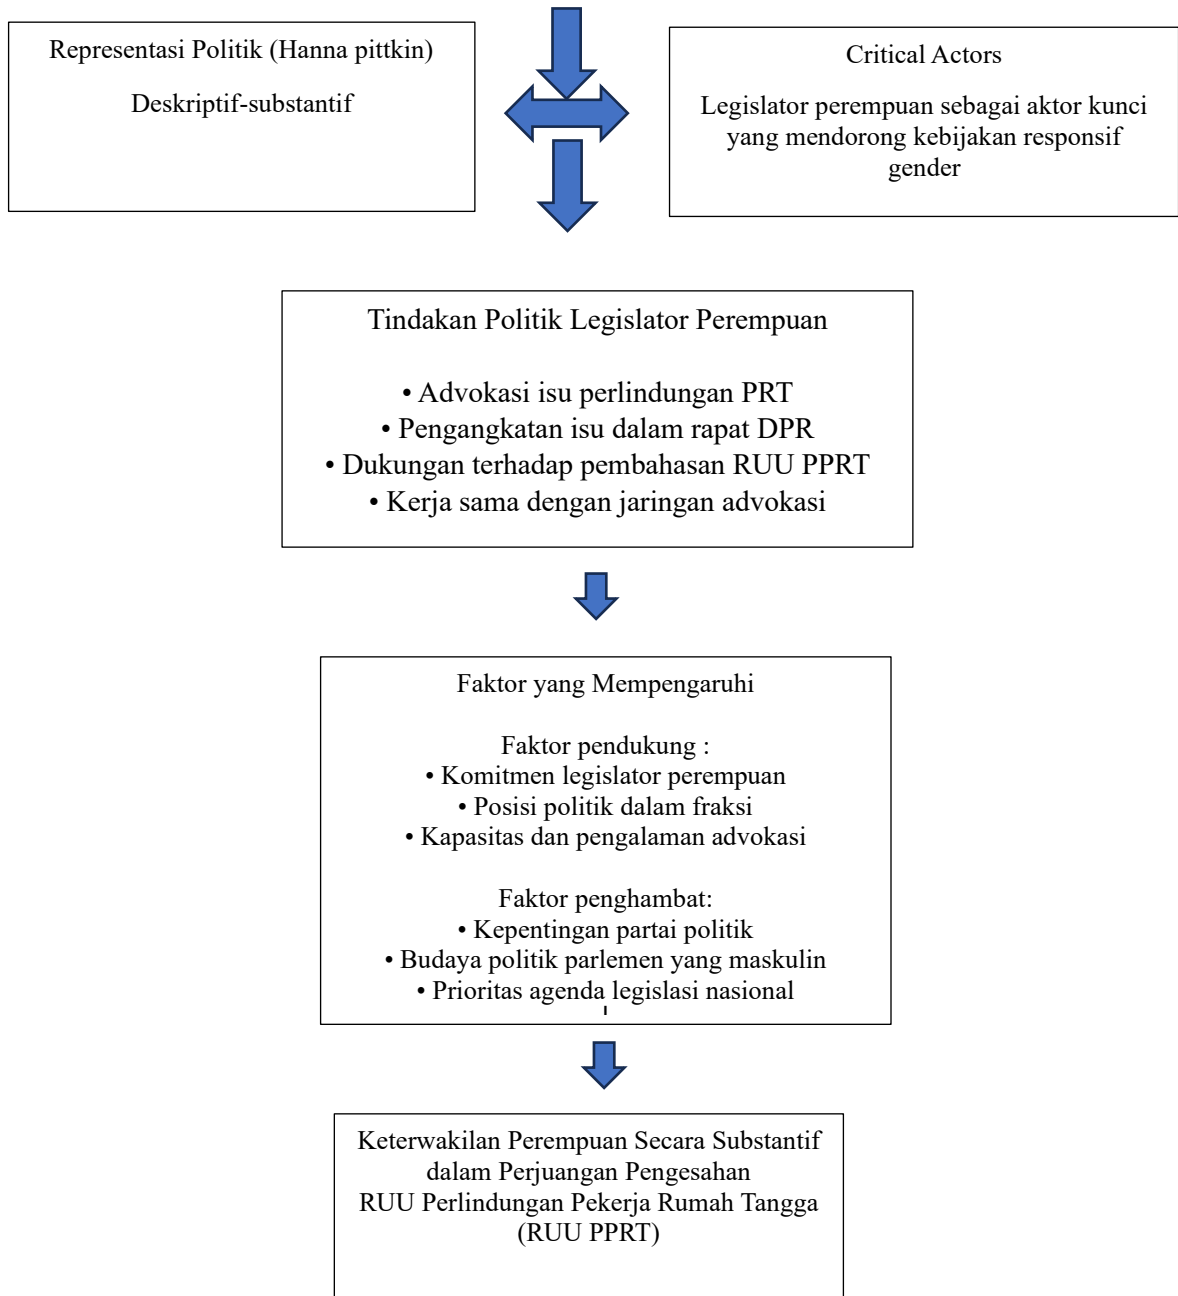 Representasi Politik (Hanna pittkin)
Deskriptif-substantif
Critical Actors
Legislator perempuan sebagai aktor kunci
yang mendorong kebijakan responsif
gender
Tindakan Politik Legislator Perempuan
• Advokasi isu perlindungan PRT
• Pengangkatan isu dalam rapat DPR
• Dukungan terhadap pembahasan RUU PPRT
• Kerja sama dengan jaringan advokasi
Faktor yang Mempengaruhi
Faktor pendukung :
• Komitmen legislator perempuan
• Posisi politik dalam fraksi
• Kapasitas dan pengalaman advokasi
Faktor penghambat:
• Kepentingan partai politik
• Budaya politik parlemen yang maskulin
• Prioritas agenda legislasi nasional
Keterwakilan Perempuan Secara Substantif
dalam Perjuangan Pengesahan
RUU Perlindungan Pekerja Rumah Tangga
(RUU PPRT)